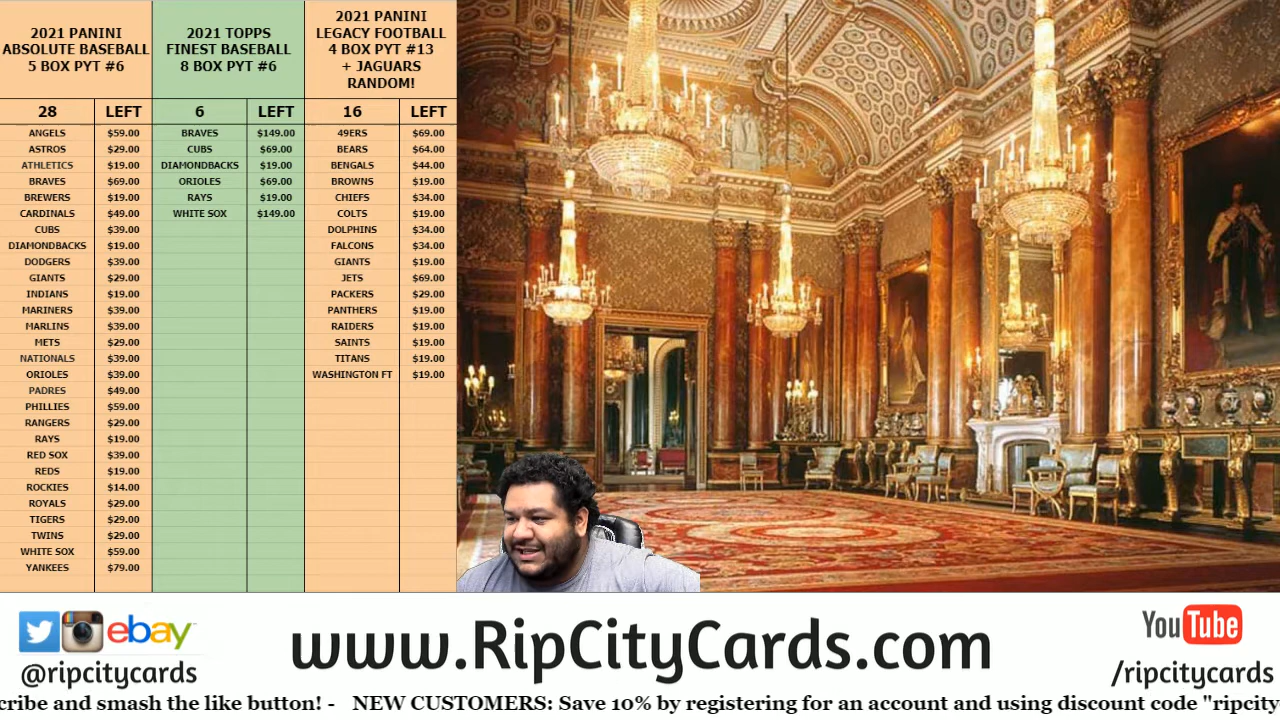 2021 PANINI
ABSOLUTE BASEBALL
5 BOX PYT #6
28 LEFT
ANGELS $59.00
ASTROS $29.00
ATHLETICS $19.00
BRAVES $69.00
BREWERS $19.00
CARDINALS $49.00
CUBS $39.00
DIAMONDBACKS $19.00
DODGERS $39.00
GIANTS $29.00
INDIANS $19.00
MARINERS $39.00
MARLINS $39.00
METS $29.00
NATIONALS $39.00
ORIOLES $39.00
PADRES $49.00
PHILLIES $59.00
RANGERS $29.00
RAYS $19.00
RED SOX $39.00
REDS $19.00
ROCKIES $14.00
ROYALS $29.00
TIGERS $29.00
TWINS $29.00
WHITE SOX $59.00
YANKEES $79.00
2021 TOPPS
FINEST BASEBALL
8 BOX PYT #6
6 LEFT
BRAVES $149.00
CUBS $69.00
DIAMONDBACKS $19.00
ORIOLES $69.00
RAYS $19.00
WHITE SOX $149.00
2021 PANINI
LEGACY FOOTBALL
4 BOX PYT #13
+ JAGUARS
RANDOM!
16 LEFT
49ERS $69.00
BEARS $64.00
BENGALS $44.00
BROWNS $19.00
CHIEFS $34.00
COLTS $19.00
DOLPHINS $34.00
FALCONS $34.00
GIANTS $19.00
JETS $69.00
PACKERS $29.00
PANTHERS $19.00
RAIDERS $19.00
SAINTS $19.00
TITANS $19.00
WASHINGTON FT $19.00
ebay
@ripcitycards
www.RipCityCards.com
YouTube
/ripcitycards
cribe and smash the like button! - NEW CUSTOMERS: Save 10% by registering for an account and using discount code "ripcity